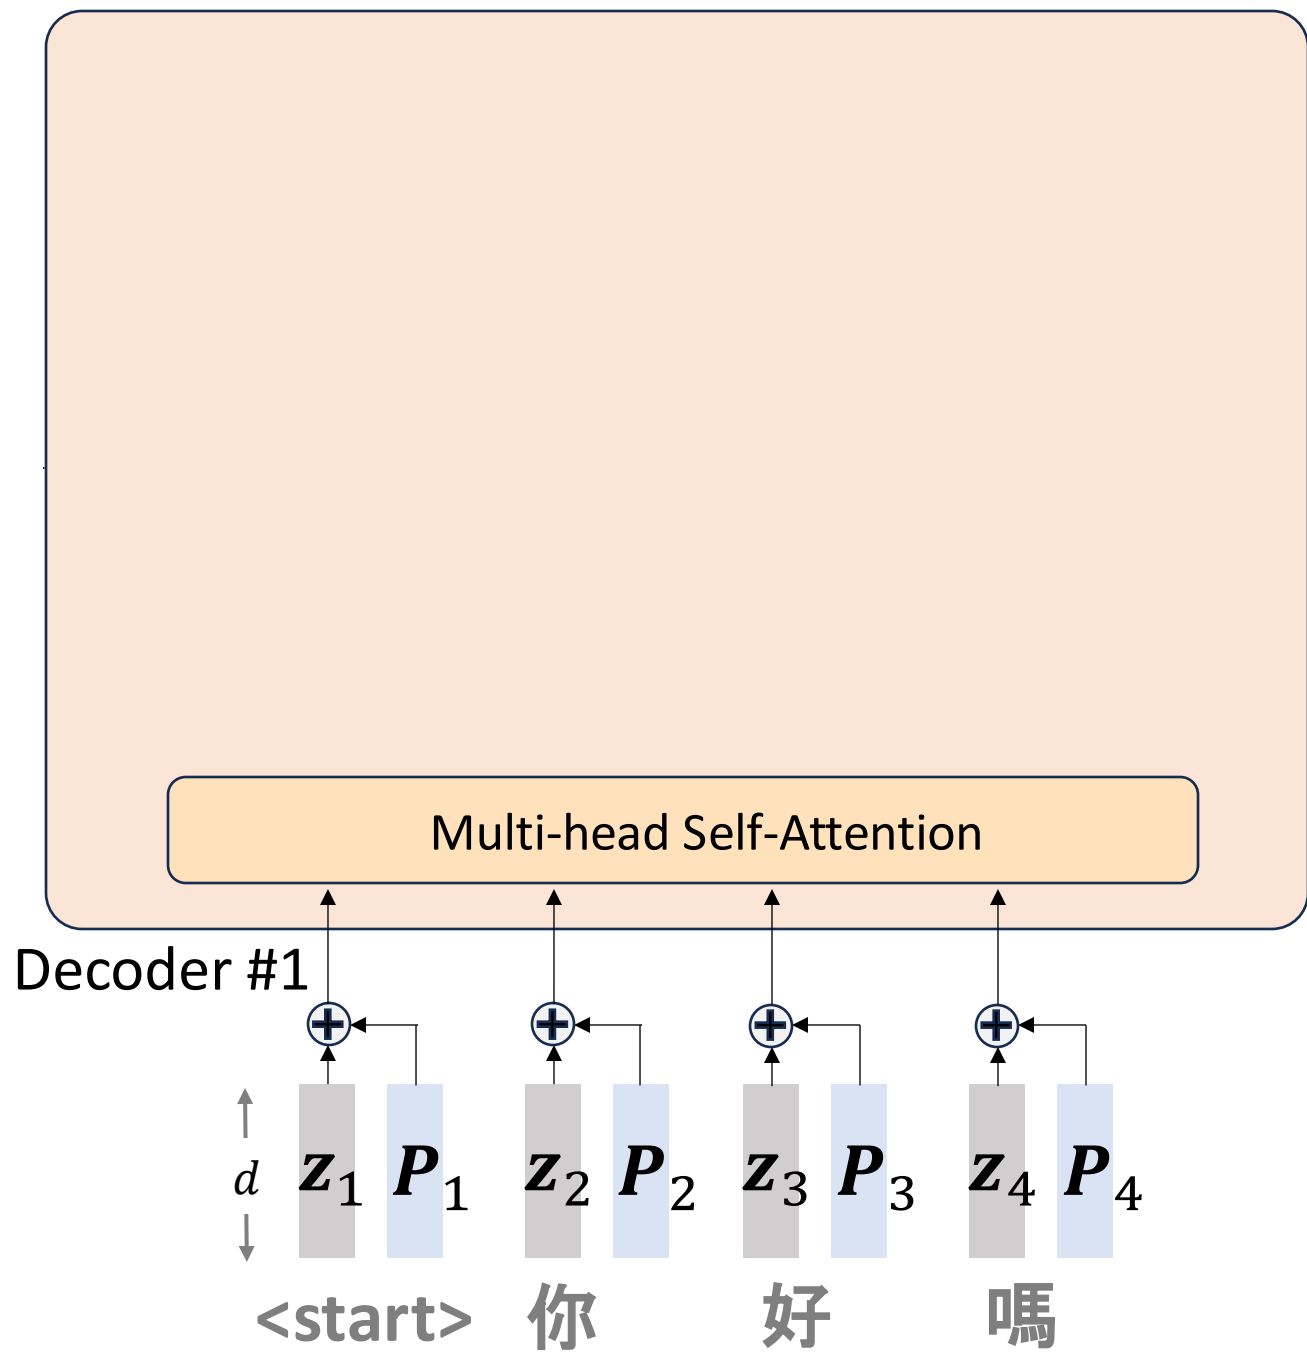 Multi-head Self-Attention
Decoder #1
d z₁ P₁ z₂ P₂ z₃ P₃ z₄ P₄
<start> 你 好 嗎